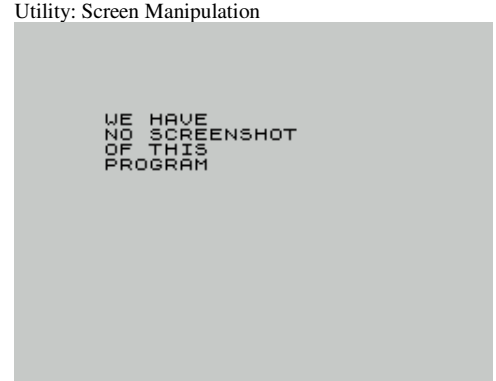 Utility: Screen Manipulation
WE HAVE
NO SCREENSHOT
OF THIS
PROGRAM